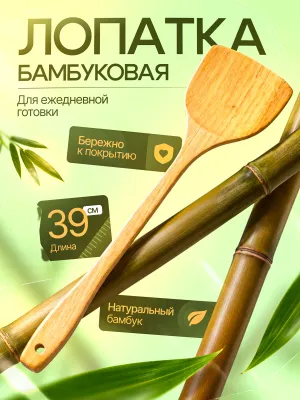 ЛОПАТКА
БАМБУКОВАЯ
Для ежедневной
готовки
Бережно
к покрытию
39 СМ
Длина
Натуральный
бамбук